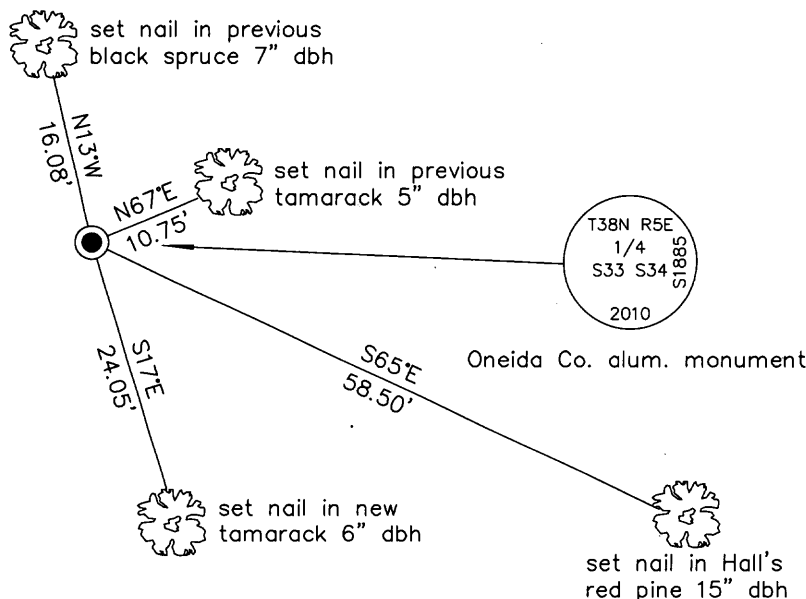 set nail in previous
black spruce 7" dbh
N13°W
16.08'
set nail in previous
tamarack 5" dbh
N67°E
10.75'
T38N R5E
1/4
S33 S34
S1885
2010
Oneida Co. alum. monument
S65°E
58.50'
S17°E
24.05'
set nail in new
tamarack 6" dbh
set nail in Hall's
red pine 15" dbh